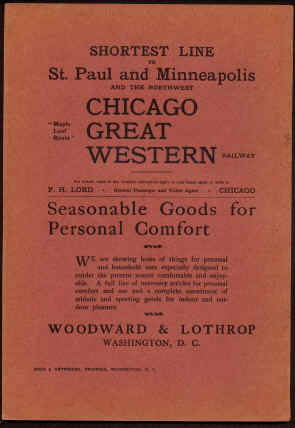 SHORTEST LINE
TO
St. Paul and Minneapolis
AND THE NORTHWEST
CHICAGO
"Maple
Leaf
Route"
GREAT
WESTERN RAILWAY
F. H. LORD - General Passenger and Ticket Agent - CHICAGO
Seasonable Goods for
Personal Comfort
WE are showing hosts of things for personal
and household uses especially designed to
render the present season comfortable and enjoy-
able. A full line of necessary articles for personal
comfort and use and a complete assortment of
athletic and sporting goods for indoor and out-
door pleasure
WOODWARD & LOTHROP
WASHINGTON, D. C.
WASHINGTON, D. C.